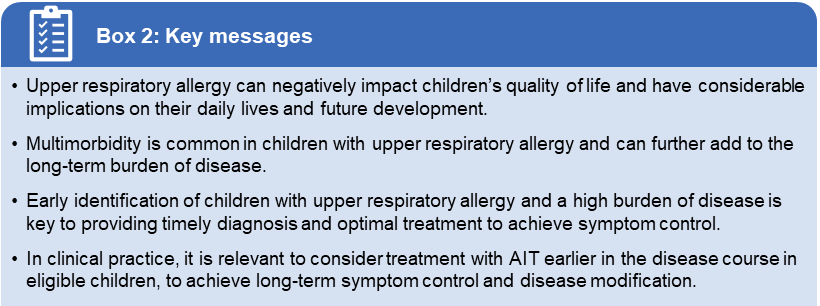 Box 2: Key messages
• Upper respiratory allergy can negatively impact children’s quality of life and have considerable
implications on their daily lives and future development.
• Multimorbidity is common in children with upper respiratory allergy and can further add to the
long-term burden of disease.
• Early identification of children with upper respiratory allergy and a high burden of disease is
key to providing timely diagnosis and optimal treatment to achieve symptom control.
• In clinical practice, it is relevant to consider treatment with AIT earlier in the disease course in
eligible children, to achieve long-term symptom control and disease modification.